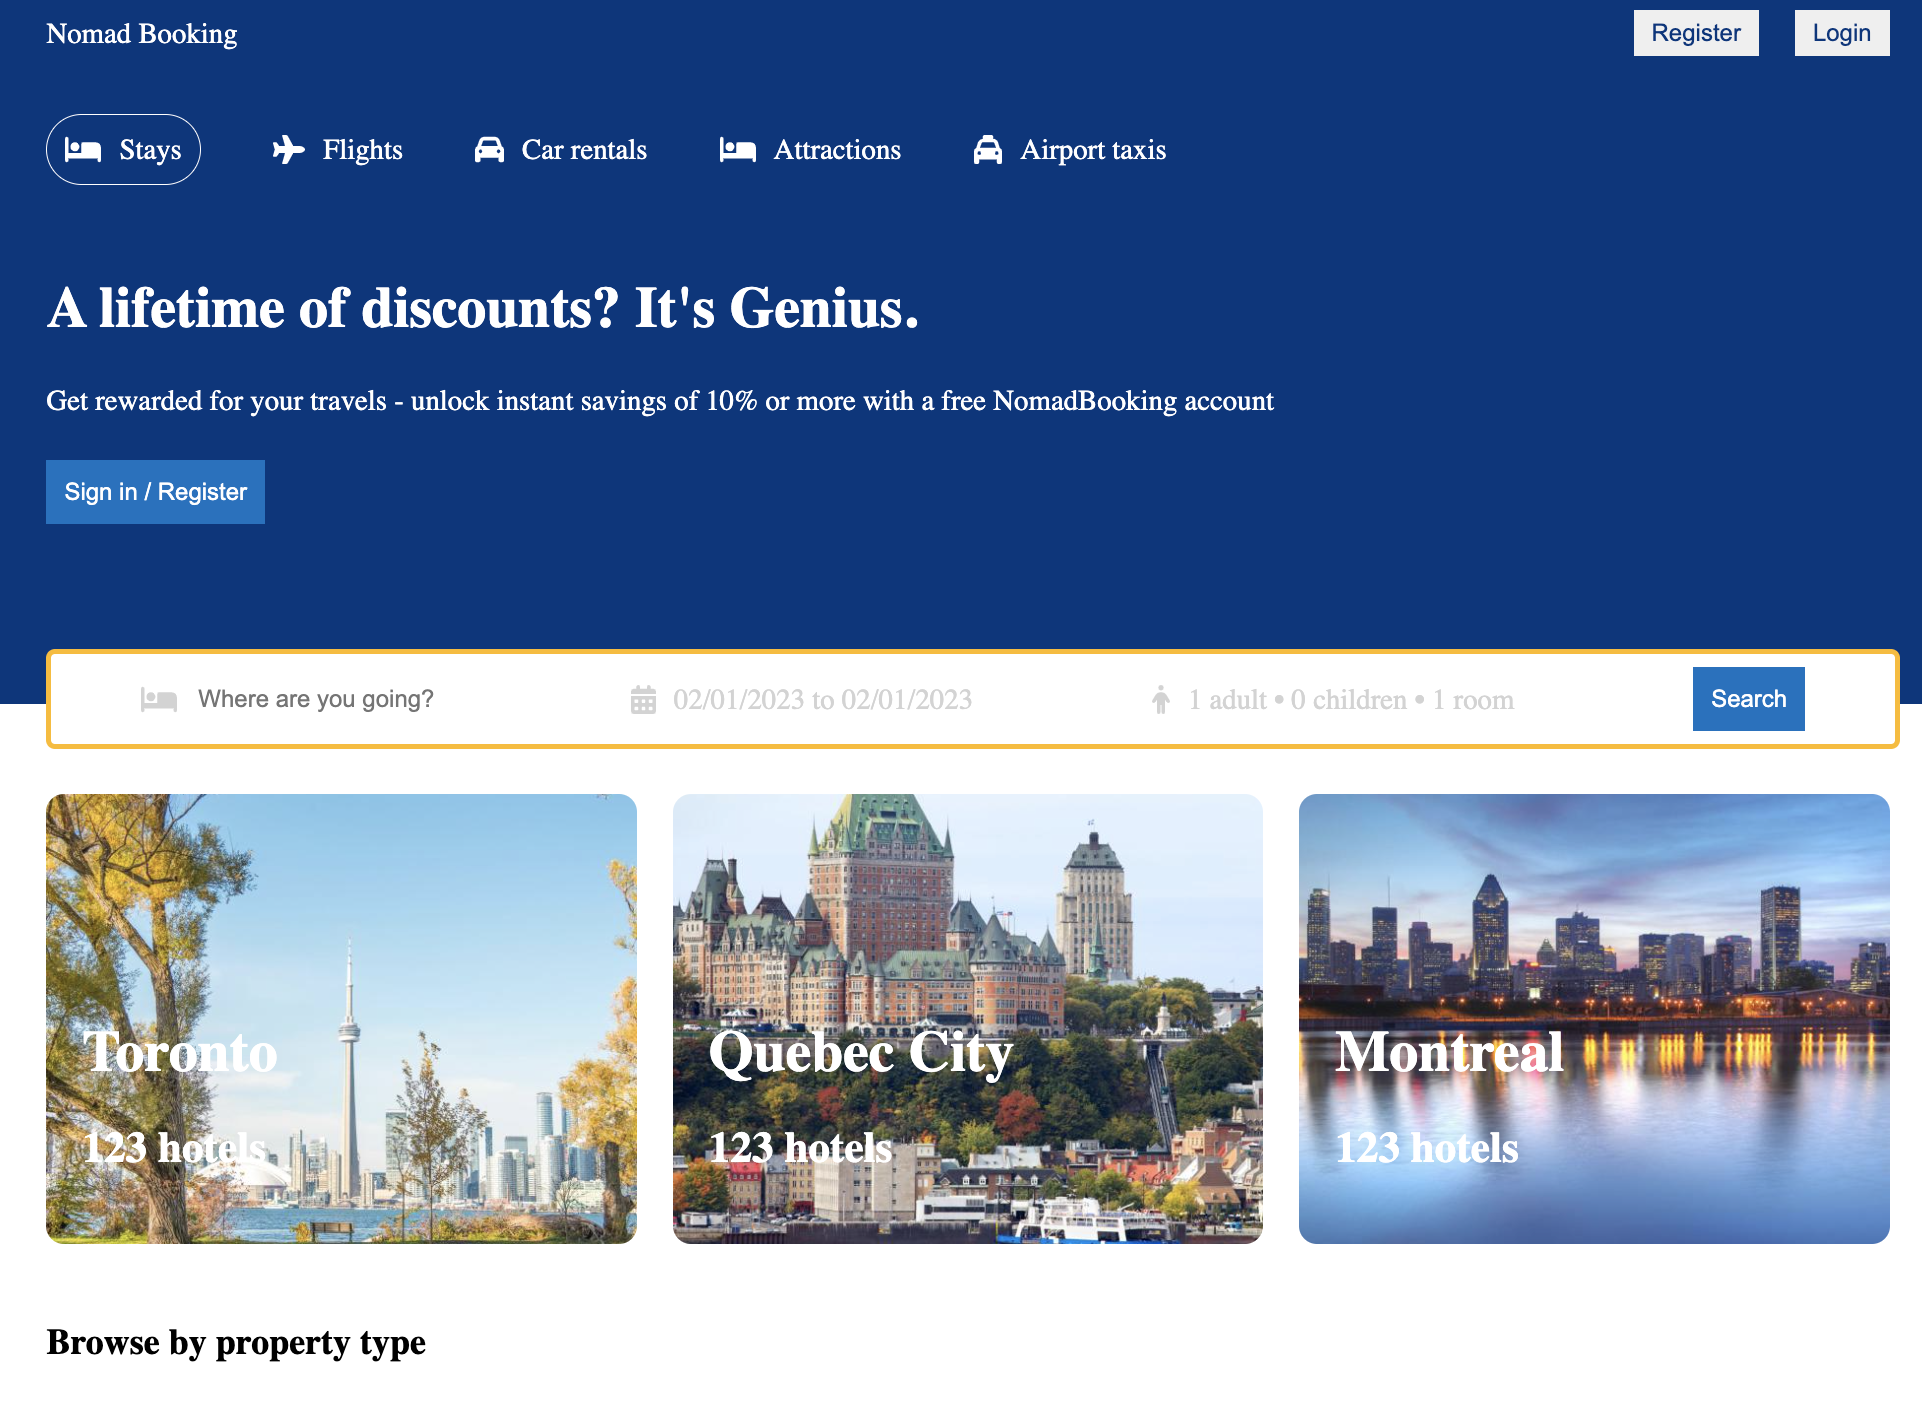 Nomad Booking
Register
Login
Stays
Flights
Car rentals
Attractions
Airport taxis
A lifetime of discounts? It's Genius.
Get rewarded for your travels - unlock instant savings of 10% or more with a free NomadBooking account
Sign in / Register
Where are you going?
02/01/2023 to 02/01/2023
1 adult • 0 children • 1 room
Search
Toronto
123 hotels
Quebec City
123 hotels
Montreal
123 hotels
Browse by property type